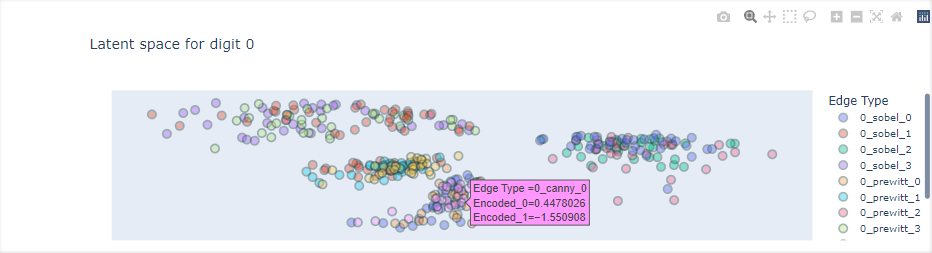 Latent space for digit 0
Edge Type
0_sobel_0
0_sobel_1
0_sobel_2
0_sobel_3
0_prewitt_0
0_prewitt_1
0_prewitt_2
0_prewitt_3
Edge Type =0_canny_0
Encoded_0=0.4478026
Encoded_1=−1.550908